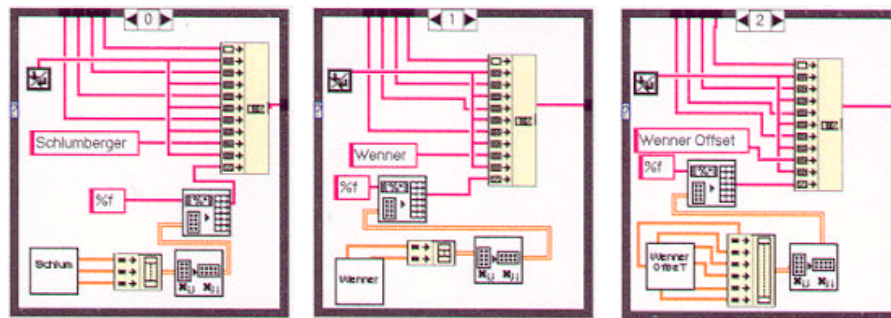 0
1
2
Schlumberger
Wenner
Wenner Offset
%f
%f
%f
Schlum
Wenner
Wenner
OffseT